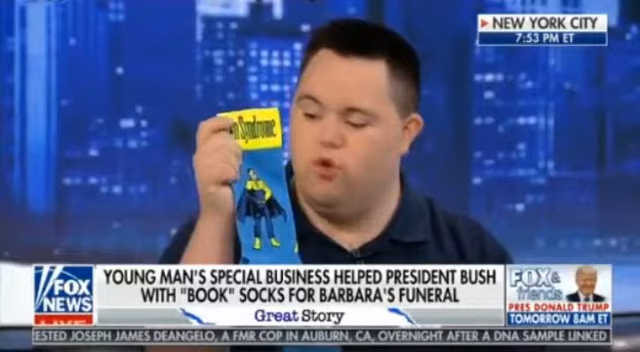 NEW YORK CITY
7:53 PM ET
Syndrome
YOUNG MAN'S SPECIAL BUSINESS HELPED PRESIDENT BUSH
WITH "BOOK" SOCKS FOR BARBARA'S FUNERAL
Great Story
FOX
NEWS
LIVE
FOX &
friends
PRES DONALD TRUMP
TOMORROW 8AM ET
ESTED JOSEPH JAMES DEANGELO, A FMR COP IN AUBURN, CA, OVERNIGHT AFTER A DNA SAMPLE LINKED